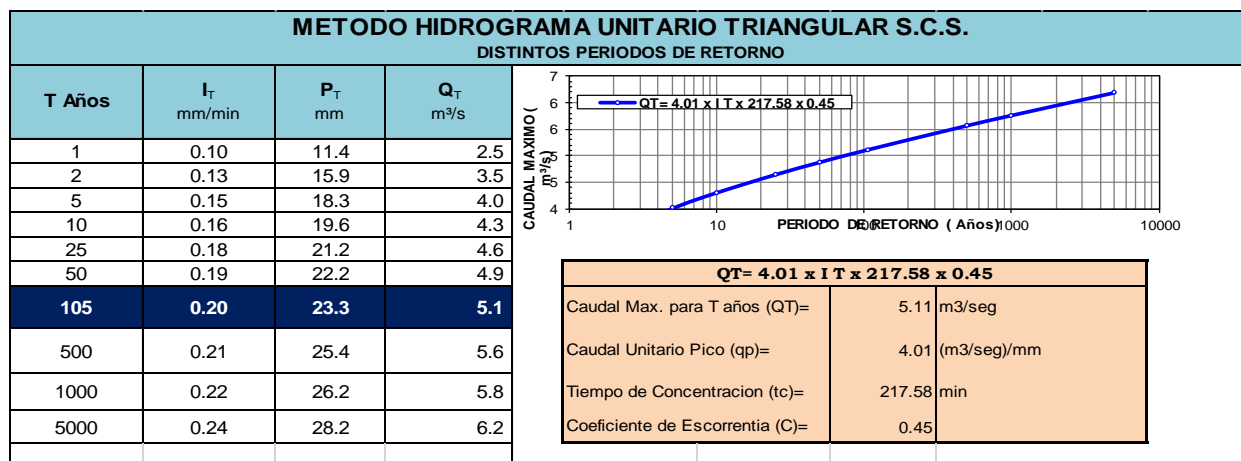 METODO HIDROGRAMA UNITARIO TRIANGULAR S.C.S.
DISTINTOS PERIODOS DE RETORNO
T Años I_T mm/min P_T mm Q_T m³/s
1 0.10 11.4 2.5
2 0.13 15.9 3.5
5 0.15 18.3 4.0
10 0.16 19.6 4.3
25 0.18 21.2 4.6
50 0.19 22.2 4.9
105 0.20 23.3 5.1
500 0.21 25.4 5.6
1000 0.22 26.2 5.8
5000 0.24 28.2 6.2
CAUDAL MAXIMO (
m³/s)
7
6
6
5
5
4
QT= 4.01 x I T x 217.58 x 0.45
1 10 100 1000 10000
PERIODO DE RETORNO ( Años)
QT= 4.01 x I T x 217.58 x 0.45
Caudal Max. para T años (QT)= 5.11 m3/seg
Caudal Unitario Pico (qp)= 4.01 (m3/seg)/mm
Tiempo de Concentracion (tc)= 217.58 min
Coeficiente de Escorrentia (C)= 0.45